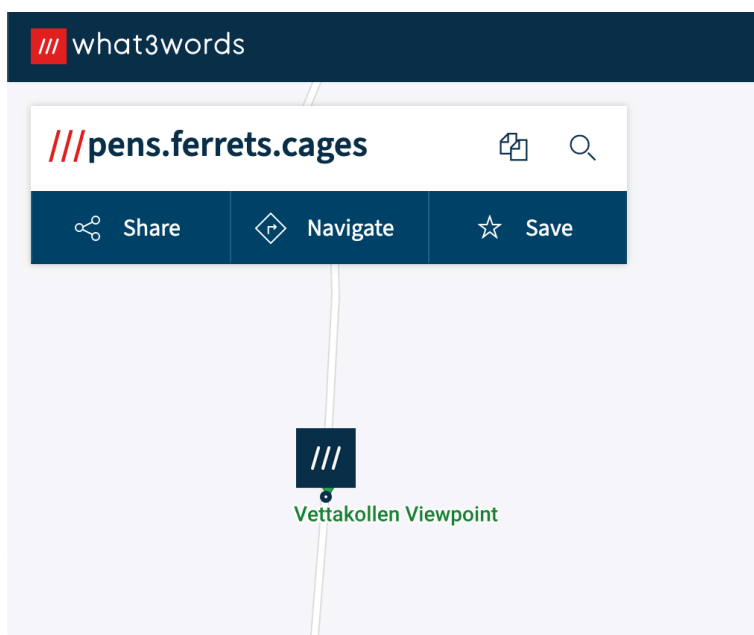 /// what3words
///pens.ferrets.cages
Share Navigate Save
///
Vettakollen Viewpoint